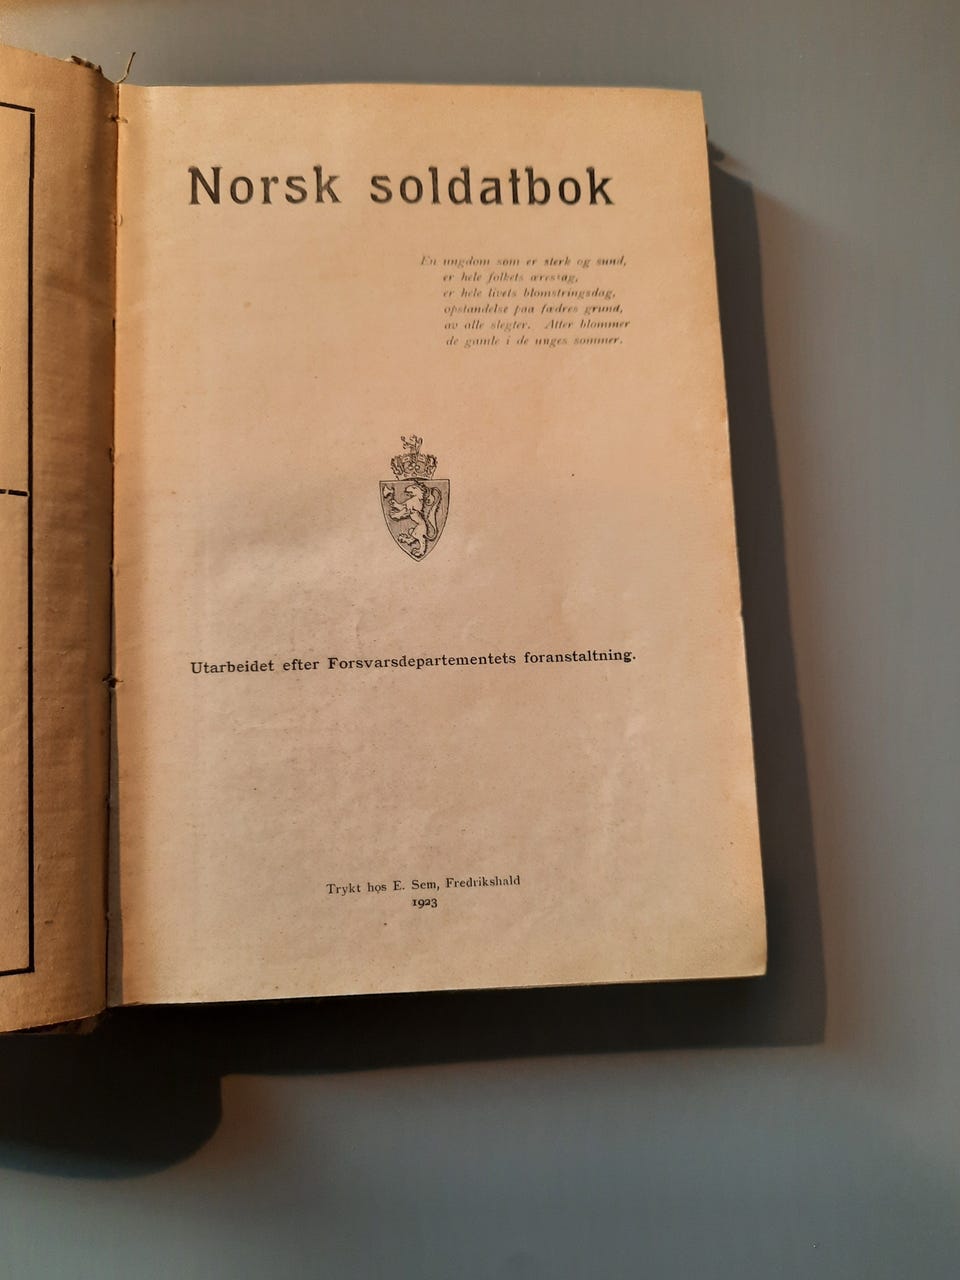 Norsk soldatbok
En ungdom som er sterk og sund,
er hele folkets æresdag,
er hele livets blomstringsdag,
opstandelse paa fædres grund,
av alle slegter. Atter blommer
de gamle i de unges sommer.
Utarbeidet efter Forsvarsdepartementets foranstaltning.
Trykt hos E. Sem, Fredrikshald
1923